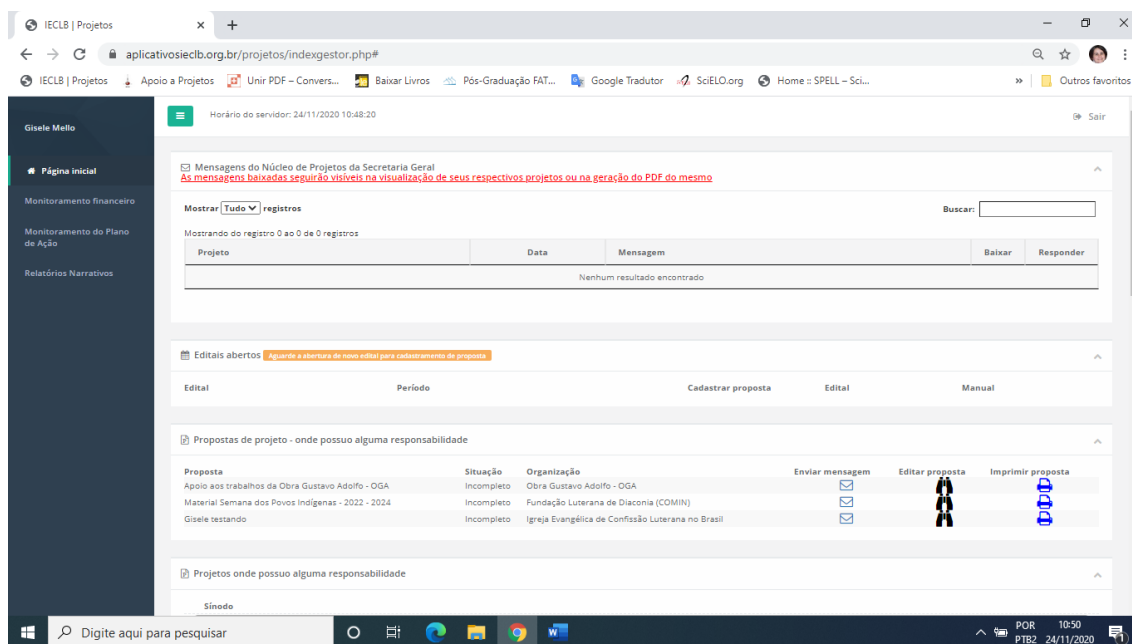 IECLB | Projetos
aplicativosieclb.org.br/projetos/indexgestor.php#
IECLB | Projetos Apoio a Projetos Unir PDF – Convers... Baixar Livros Pós-Graduação FAT... Google Tradutor SciELO.org Home :: SPELL – Sci... » Outros favoritos
Gisele Mello
Horário do servidor: 24/11/2020 10:48:20
Sair
Página inicial
Monitoramento financeiro
Monitoramento do Plano
de Ação
Relatórios Narrativos
Mensagens do Núcleo de Projetos da Secretaria Geral
As mensagens baixadas seguirão visíveis na visualização de seus respectivos projetos ou na geração do PDF do mesmo
Mostrar Tudo registros
Buscar:
Mostrando do registro 0 ao 0 de 0 registros
Projeto Data Mensagem Baixar Responder
Nenhum resultado encontrado
Editais abertos Aguarde a abertura de novo edital para cadastramento de proposta
Edital Período Cadastrar proposta Edital Manual
Propostas de projeto - onde possuo alguma responsabilidade
Proposta Situação Organização Enviar mensagem Editar proposta Imprimir proposta
Apoio aos trabalhos da Obra Gustavo Adolfo - OGA Incompleto Obra Gustavo Adolfo - OGA
Material Semana dos Povos Indígenas - 2022 - 2024 Incompleto Fundação Luterana de Diaconia (COMIN)
Gisele testando Incompleto Igreja Evangélica de Confissão Luterana no Brasil
Projetos onde possuo alguma responsabilidade
Sínodo
Digite aqui para pesquisar
POR 10:50
PTB2 24/11/2020